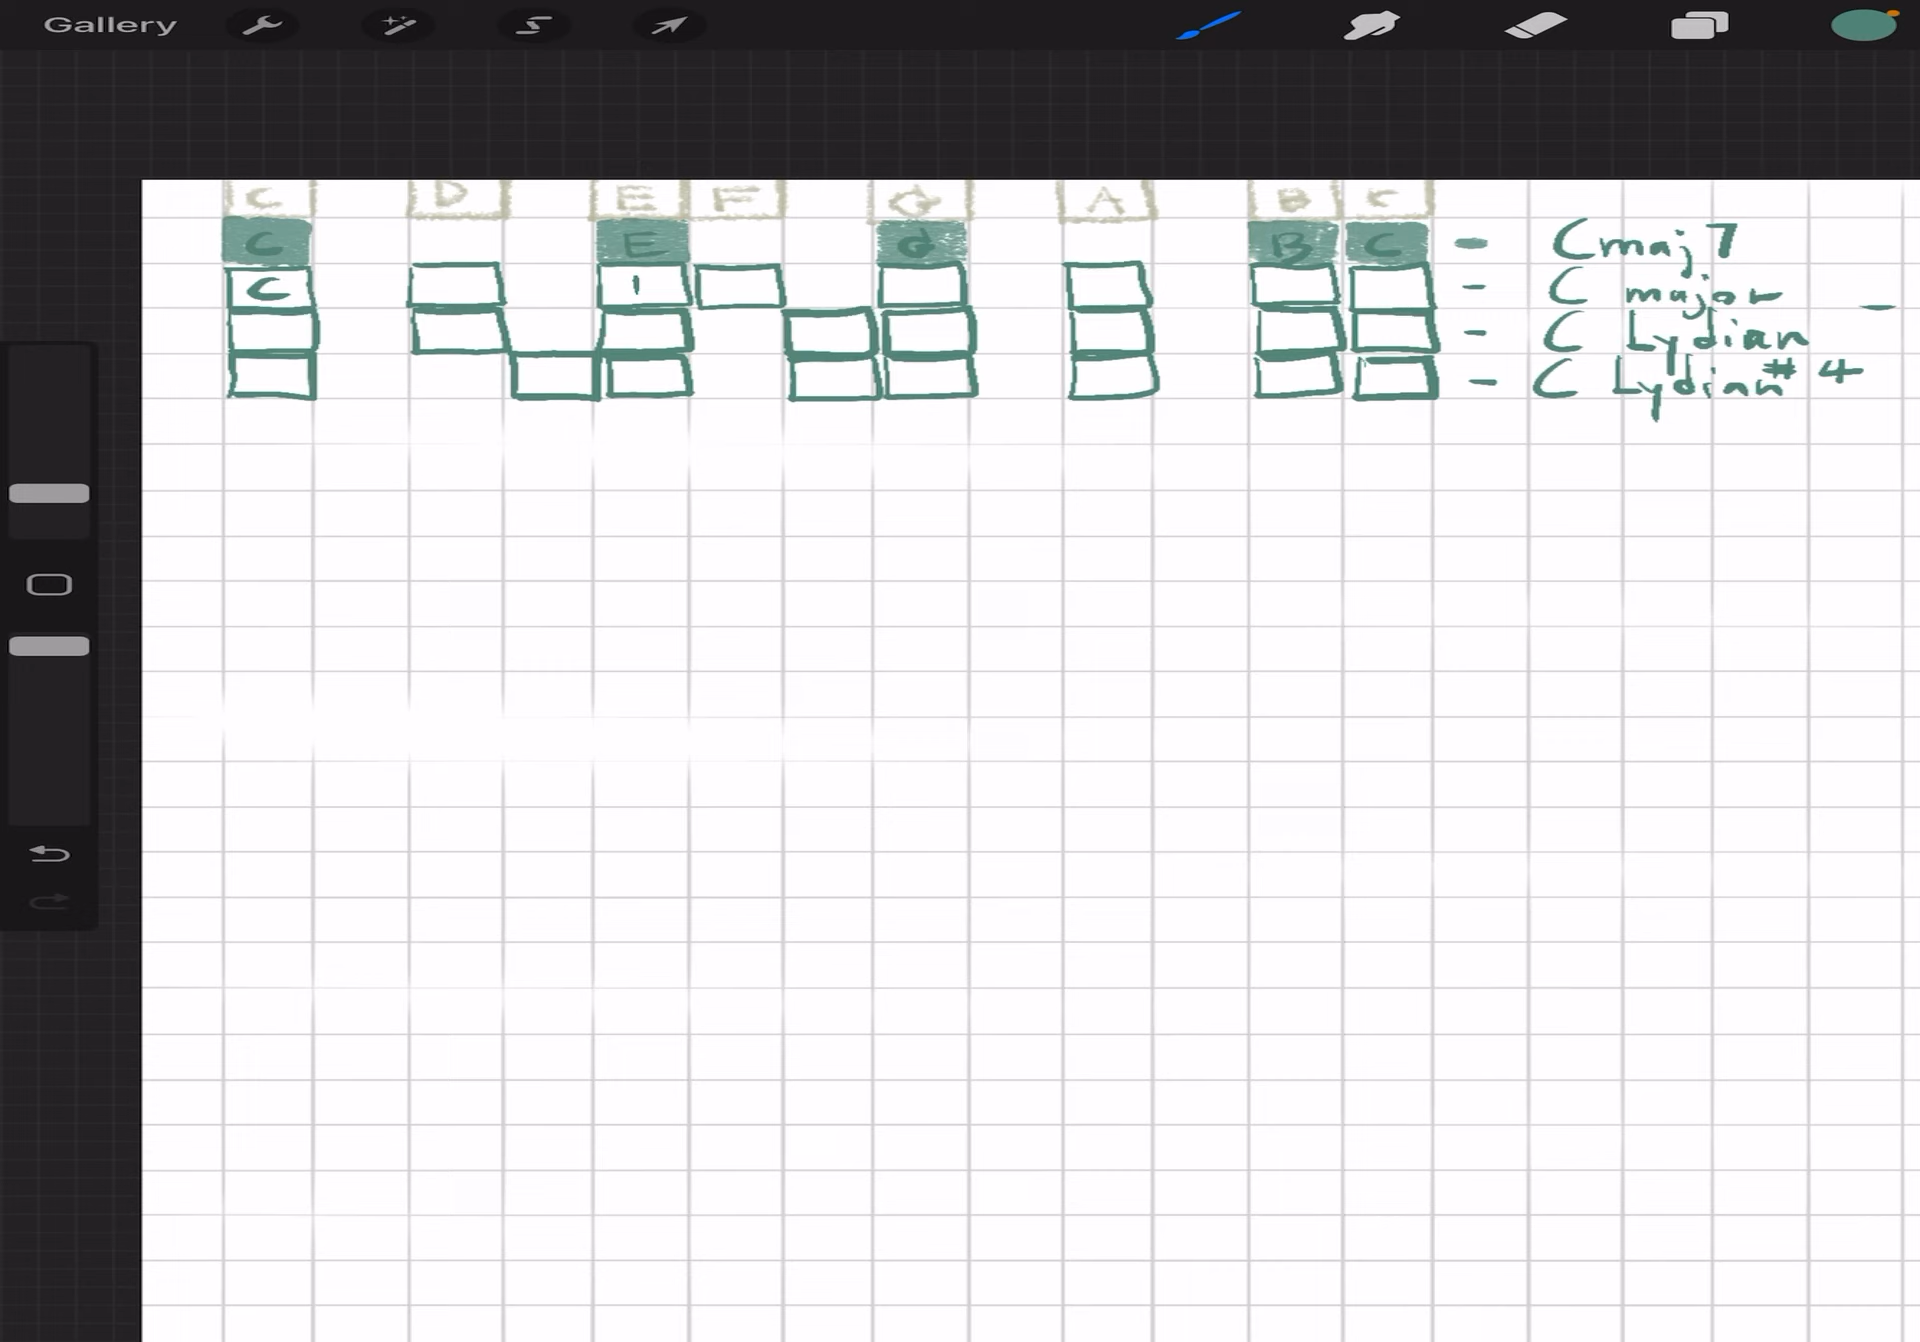 Gallery
C D E F G A B C
C E G B C - Cmaj7
C - C major -
- C Lydian
- C Lydian #4